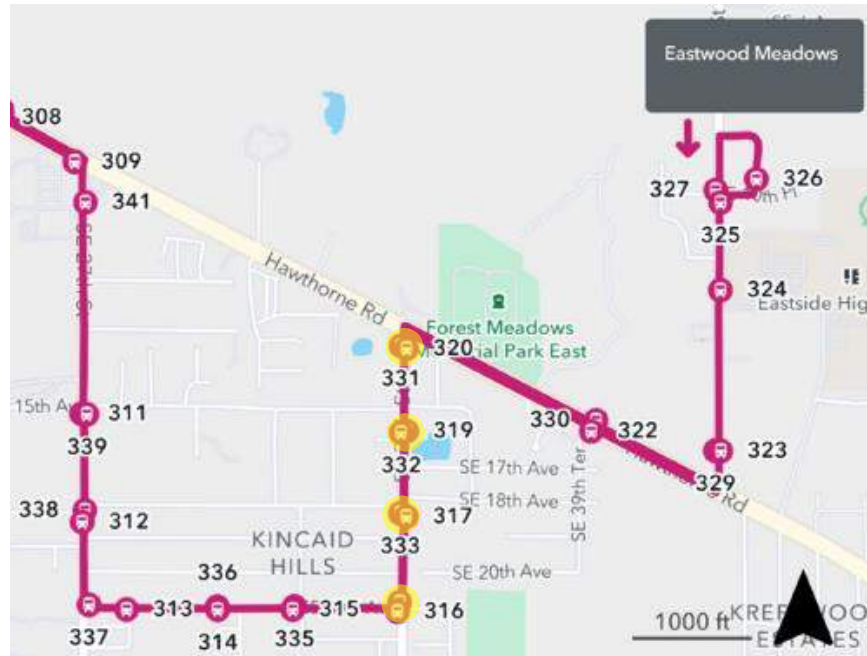 Eastwood Meadows
308
309
341
327
326
325
324
Eastside Hig
Hawthorne Rd
Forest Meadows
Memorial Park East
320
331
15th Av
311
339
330
322
319
332
SE 17th Ave
SE 39th Ter
323
329
338
312
SE 18th Ave
317
333
KINCAID
HILLS
336
SE 20th Ave
313
315
316
337
314
335
1000 ft
ESTATES